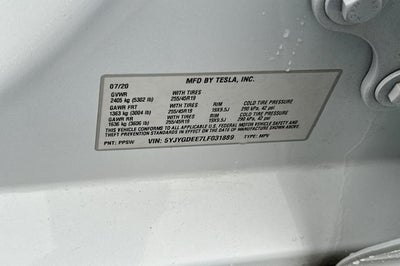 MFD BY TESLA, INC.
07/20
GVWR WITH TIRES
2405 kg (5302 lb) 255/45R19 RIM COLD TIRE PRESSURE
GAWR FRT WITH TIRES 19X9.5J 290 kPa, 42 psi
1363 kg (3004 lb) 255/45R19 RIM COLD TIRE PRESSURE
GAWR RR WITH TIRES 19X9.5J 290 kPa, 42 psi
1636 kg (3606 lb) 255/45R19
THIS VEHICLE CONFORMS TO ALL APPLICABLE U.S. FEDERAL MOTOR VEHICLE SAFETY AND
THEFT PREVENTION STANDARDS IN EFFECT ON THE DATE OF MANUFACTURE SHOWN ABOVE.
PNT: PPSW VIN: 5YJYGDEE7LF031889 TYPE: MPV